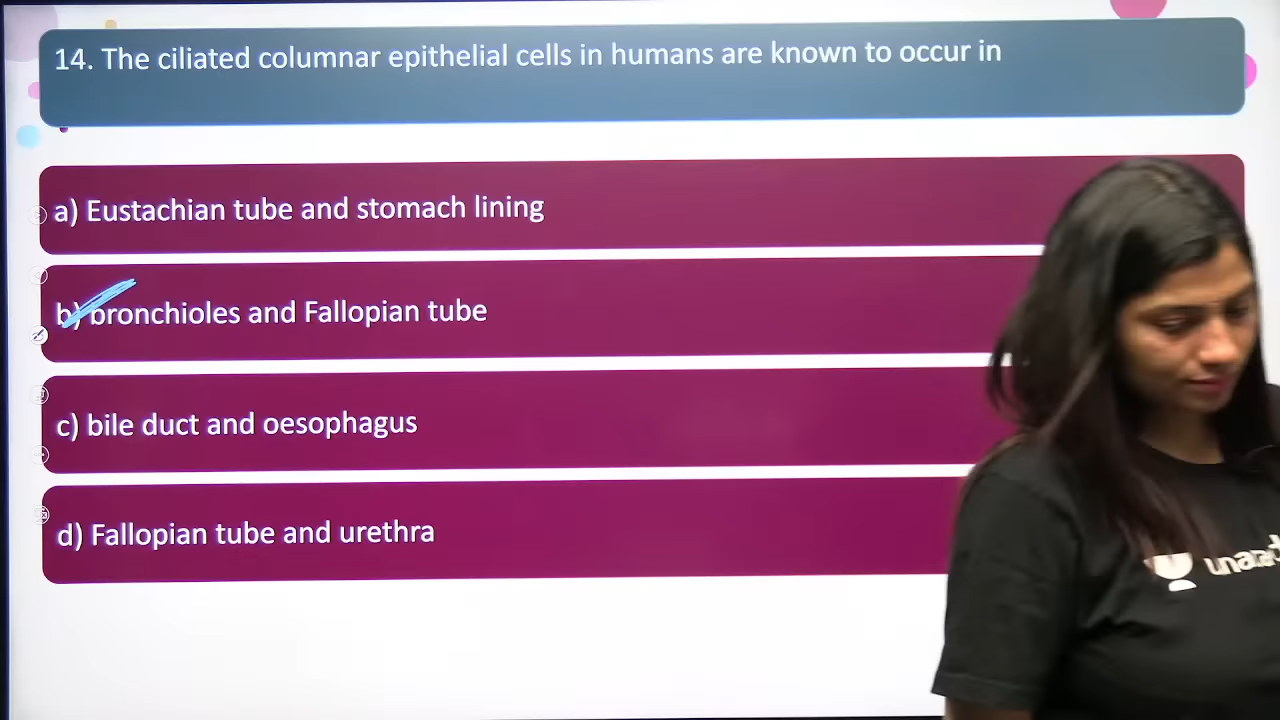 14. The ciliated columnar epithelial cells in humans are known to occur in
a) Eustachian tube and stomach lining
b) bronchioles and Fallopian tube
c) bile duct and oesophagus
d) Fallopian tube and urethra